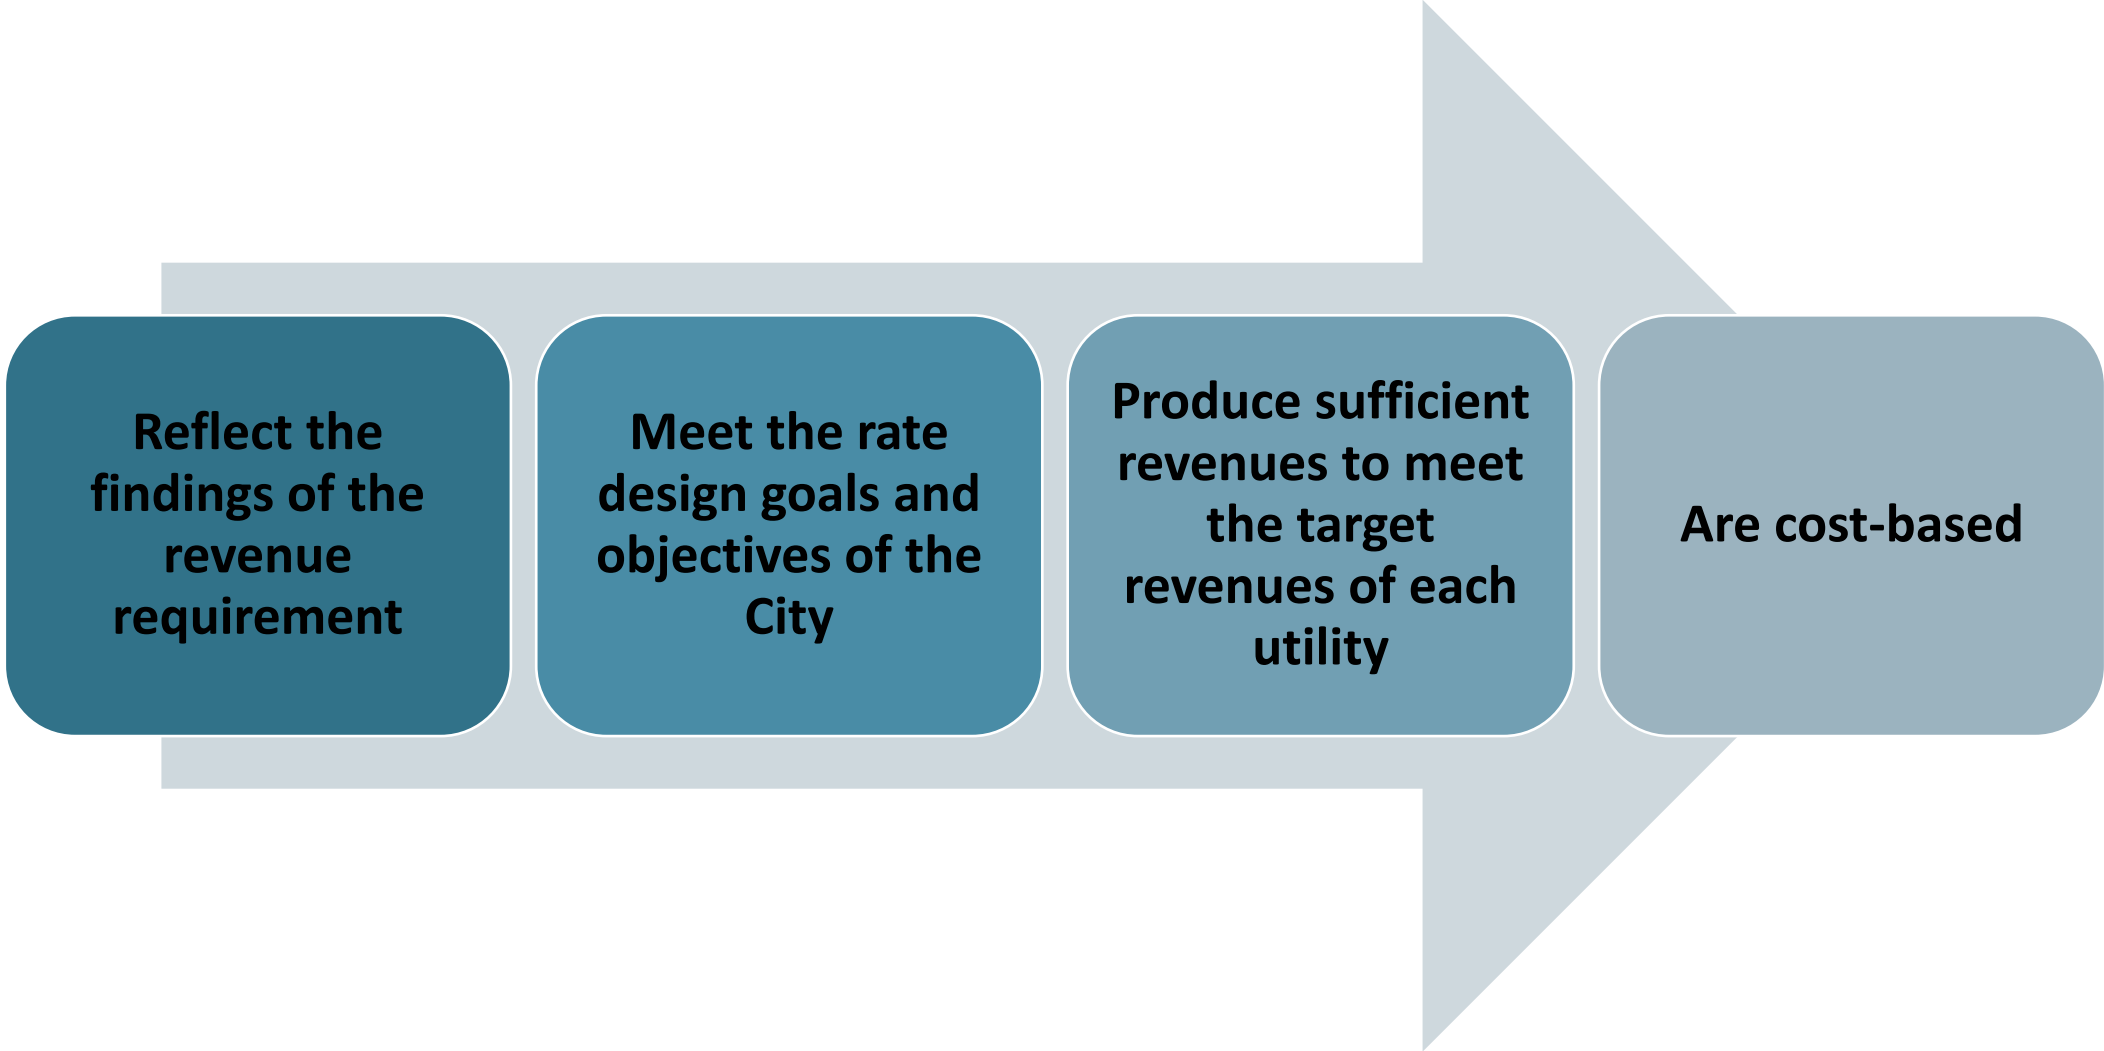 Reflect the
findings of the
revenue
requirement
Meet the rate
design goals and
objectives of the
City
Produce sufficient
revenues to meet
the target
revenues of each
utility
Are cost-based